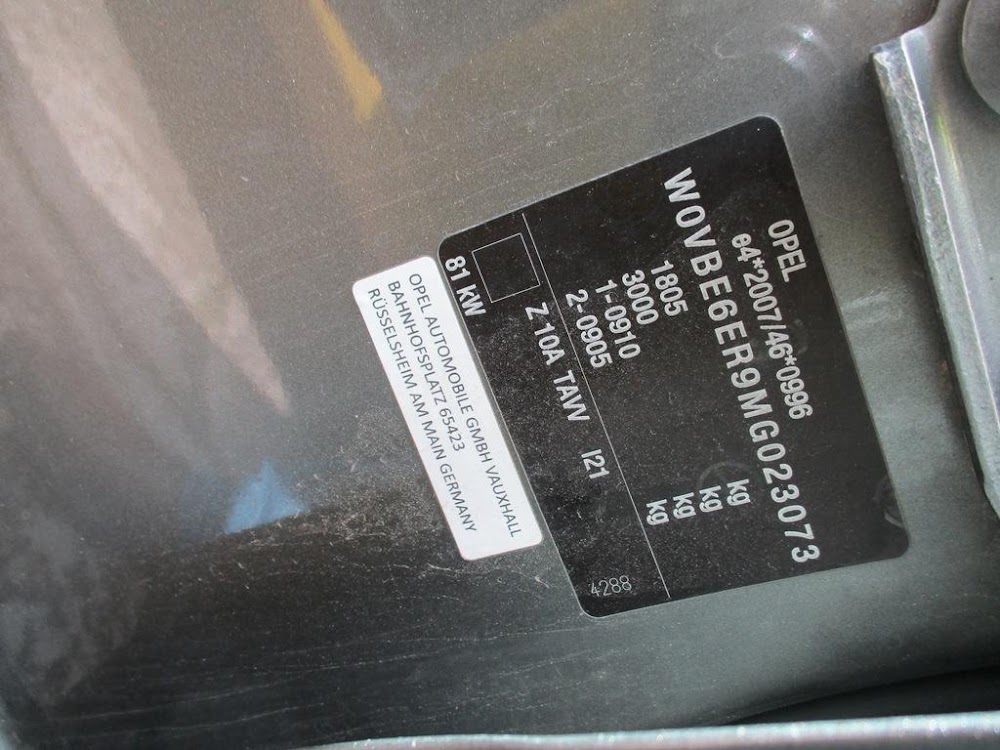 OPEL
e4*2007/46*0996
W0VBE6ER9MG023073
1805 kg
3000 kg
1-0910 kg
2-0905 kg
Z 10A TAVV I21
81 KW
4288
OPEL AUTOMOBILE GMBH VAUXHALL
BAHNHOFSPLATZ 65423
RÜSSELSHEIM AM MAIN GERMANY